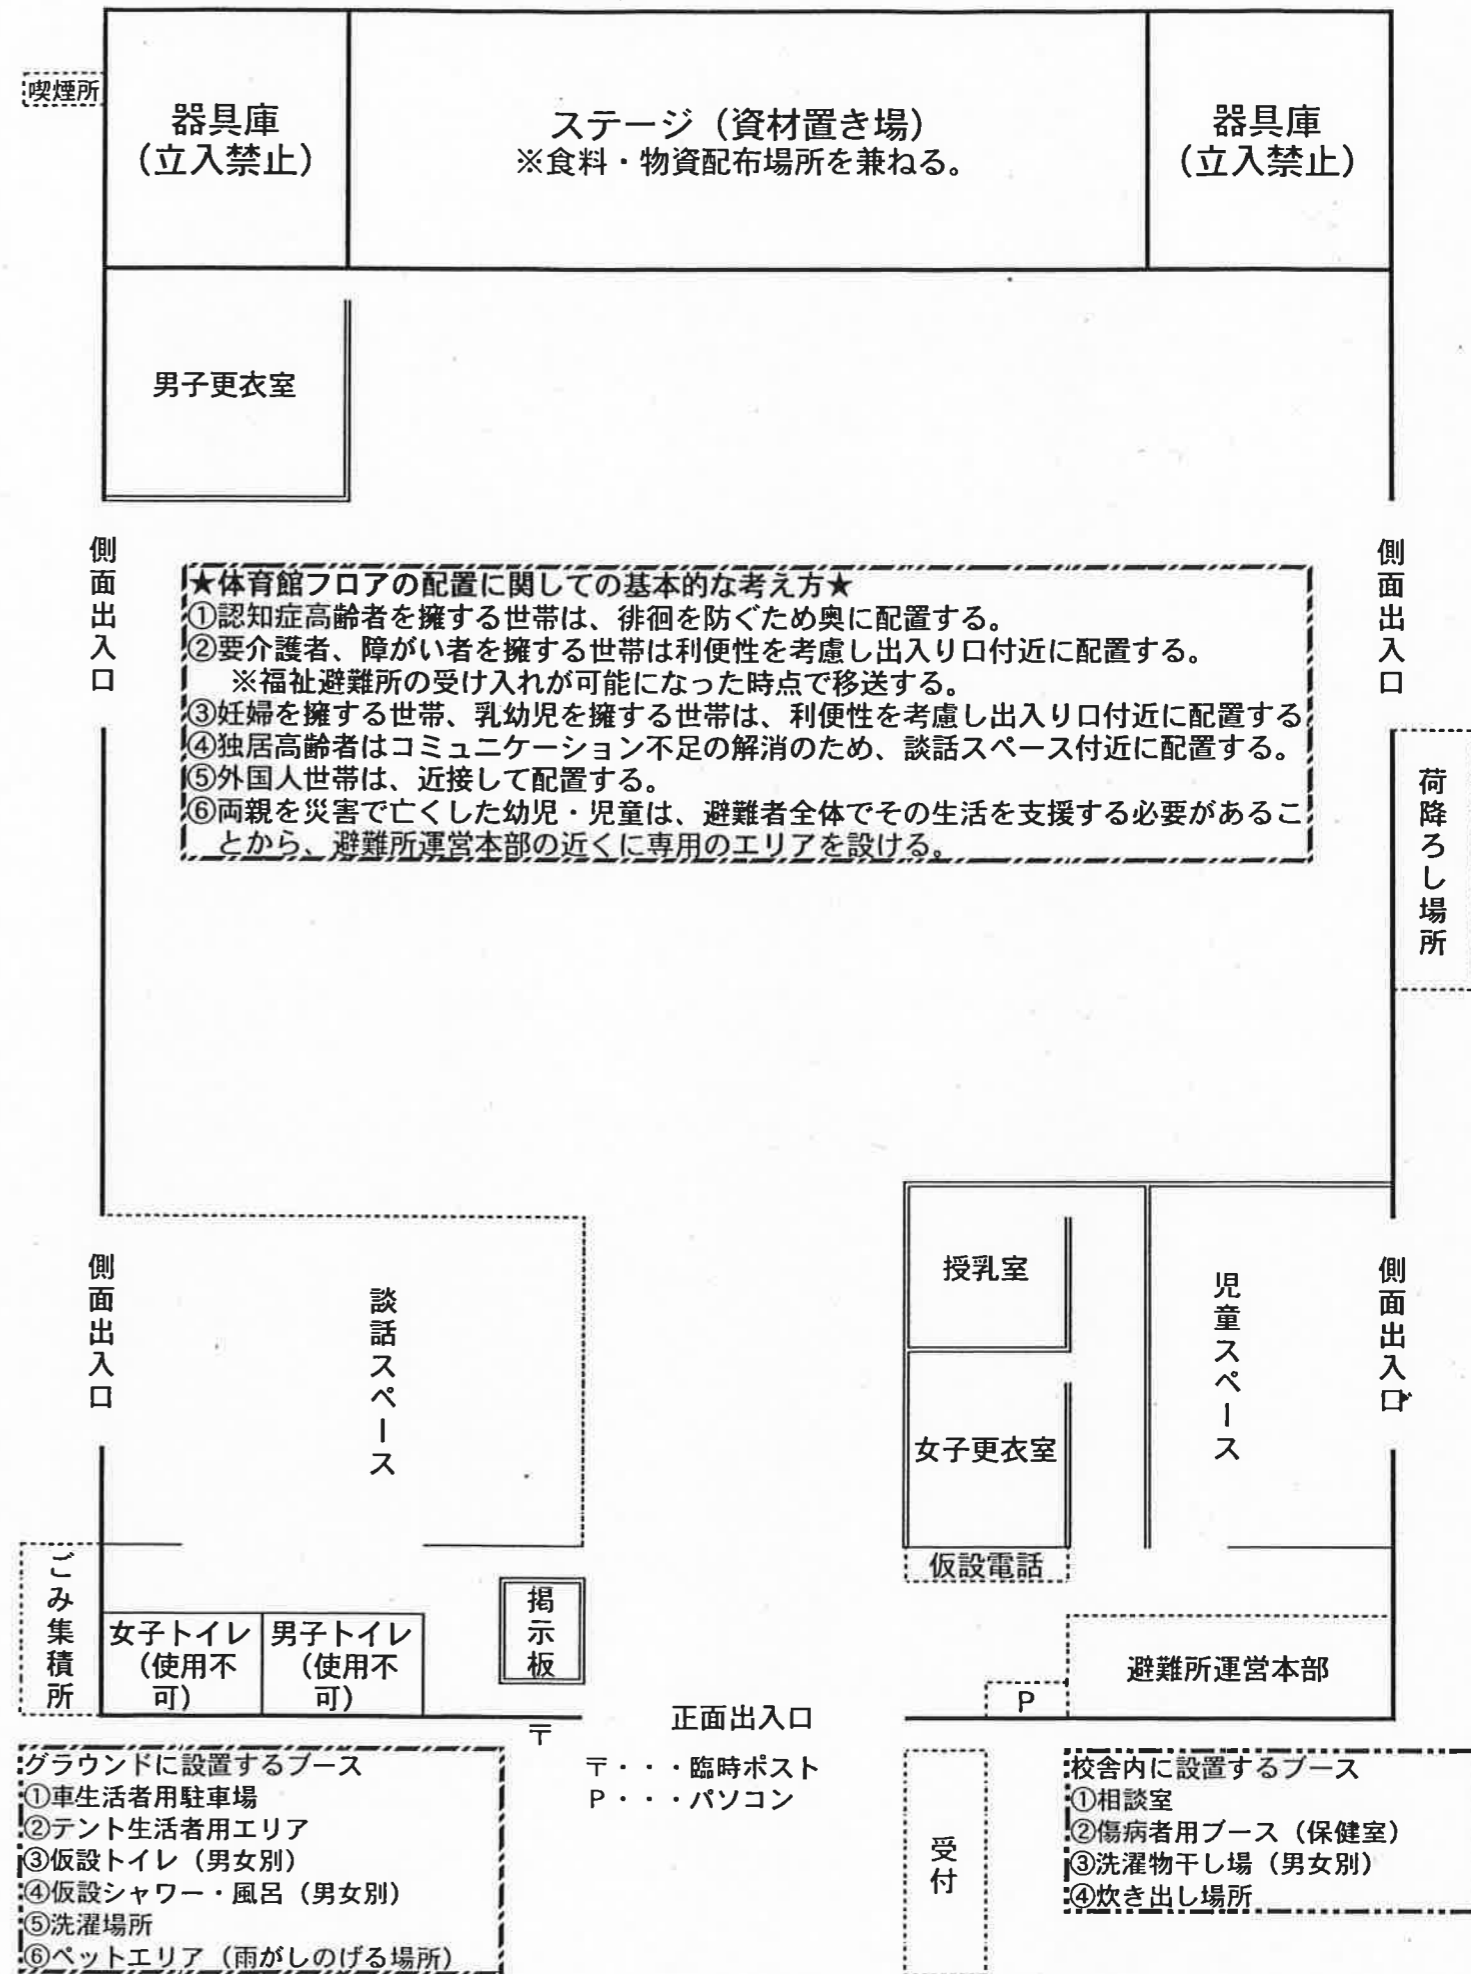 喫煙所
器具庫
（立入禁止）
ステージ（資材置き場）
※食料・物資配布場所を兼ねる。
器具庫
（立入禁止）
男子更衣室
側面出入口
側面出入口
★体育館フロアの配置に関しての基本的な考え方★
①認知症高齢者を擁する世帯は、徘徊を防ぐため奥に配置する。
②要介護者、障がい者を擁する世帯は利便性を考慮し出入り口付近に配置する。
※福祉避難所の受け入れが可能になった時点で移送する。
③妊婦を擁する世帯、乳幼児を擁する世帯は、利便性を考慮し出入り口付近に配置する
④独居高齢者はコミュニケーション不足の解消のため、談話スペース付近に配置する。
⑤外国人世帯は、近接して配置する。
⑥両親を災害で亡くした幼児・児童は、避難者全体でその生活を支援する必要があるこ
とから、避難所運営本部の近くに専用のエリアを設ける。
荷降ろし場所
側面出入口
談話スペース
授乳室
女子更衣室
児童スペース
側面出入口
仮設電話
ごみ集積所
女子トイレ
（使用不
可）
男子トイレ
（使用不
可）
掲示板
避難所運営本部
P
〒
正面出入口
〒・・・臨時ポスト
P・・・パソコン
受付
グラウンドに設置するブース
①車生活者用駐車場
②テント生活者用エリア
③仮設トイレ（男女別）
④仮設シャワー・風呂（男女別）
⑤洗濯場所
⑥ペットエリア（雨がしのげる場所）
校舎内に設置するブース
①相談室
②傷病者用ブース（保健室）
③洗濯物干し場（男女別）
④炊き出し場所